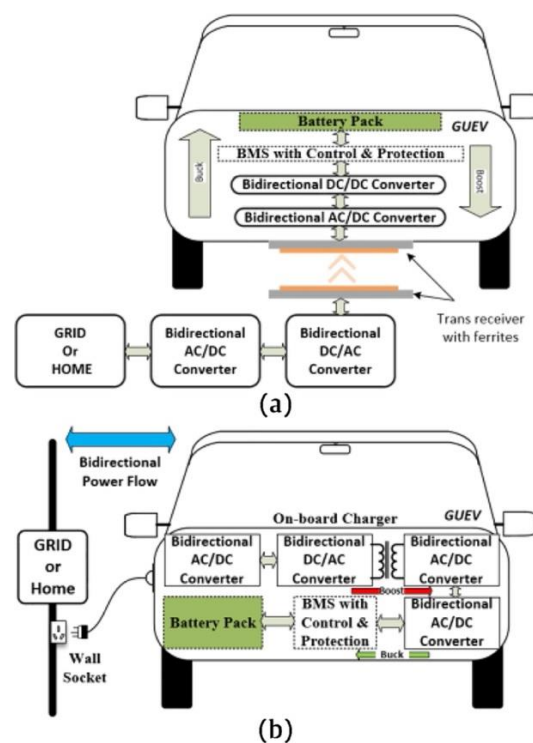 Battery Pack
GUEV
BMS with Control & Protection
Buck
Boost
Bidirectional DC/DC Converter
Bidirectional AC/DC Converter
Trans receiver
with ferrites
GRID
Or
HOME
Bidirectional
AC/DC
Converter
Bidirectional
DC/AC
Converter
(a)
Bidirectional
Power Flow
GUEV
On-board Charger
GRID
or
Home
Bidirectional
AC/DC
Converter
Bidirectional
DC/AC
Converter
Bidirectional
AC/DC
Converter
Boost
Battery Pack
BMS with
Control &
Protection
Bidirectional
AC/DC
Converter
Buck
Wall
Socket
(b)